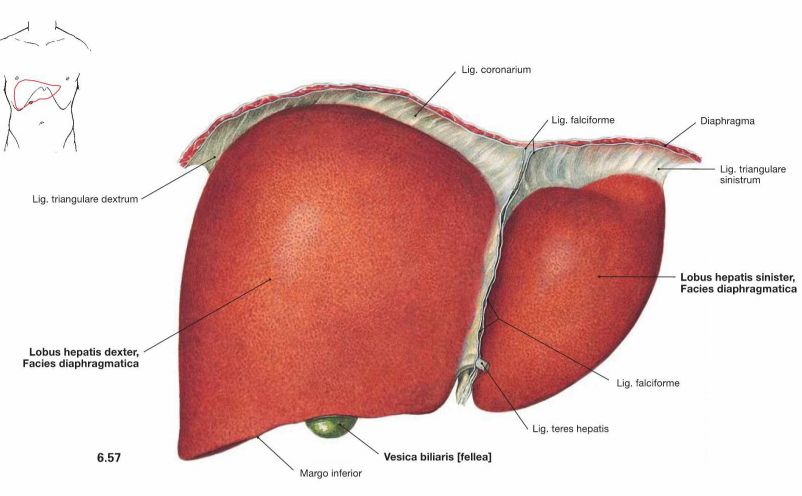 Lig. coronarium
Lig. falciforme
Diaphragma
Lig. triangulare
sinistrum
Lig. triangulare dextrum
Lobus hepatis sinister,
Facies diaphragmatica
Lobus hepatis dexter,
Facies diaphragmatica
Lig. falciforme
Lig. teres hepatis
6.57
Vesica biliaris [fellea]
Margo inferior